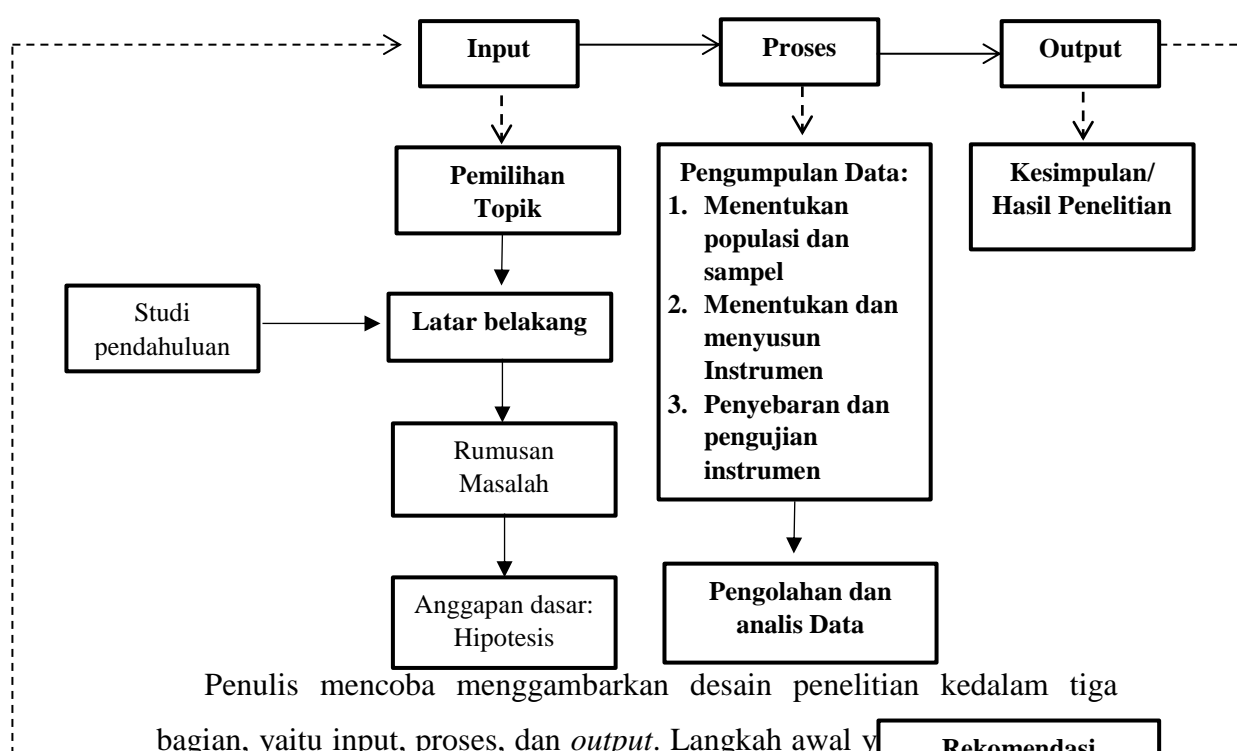 Input
Proses
Output
Pemilihan
Topik
Pengumpulan Data:
1. Menentukan
populasi dan
sampel
2. Menentukan dan
menyusun
Instrumen
3. Penyebaran dan
pengujian
instrumen
Kesimpulan/
Hasil Penelitian
Studi
pendahuluan
Latar belakang
Rumusan
Masalah
Anggapan dasar:
Hipotesis
Pengolahan dan
analis Data
Penulis mencoba menggambarkan desain penelitian kedalam tiga
bagian, yaitu input, proses, dan output. Langkah awal
Rekomendasi